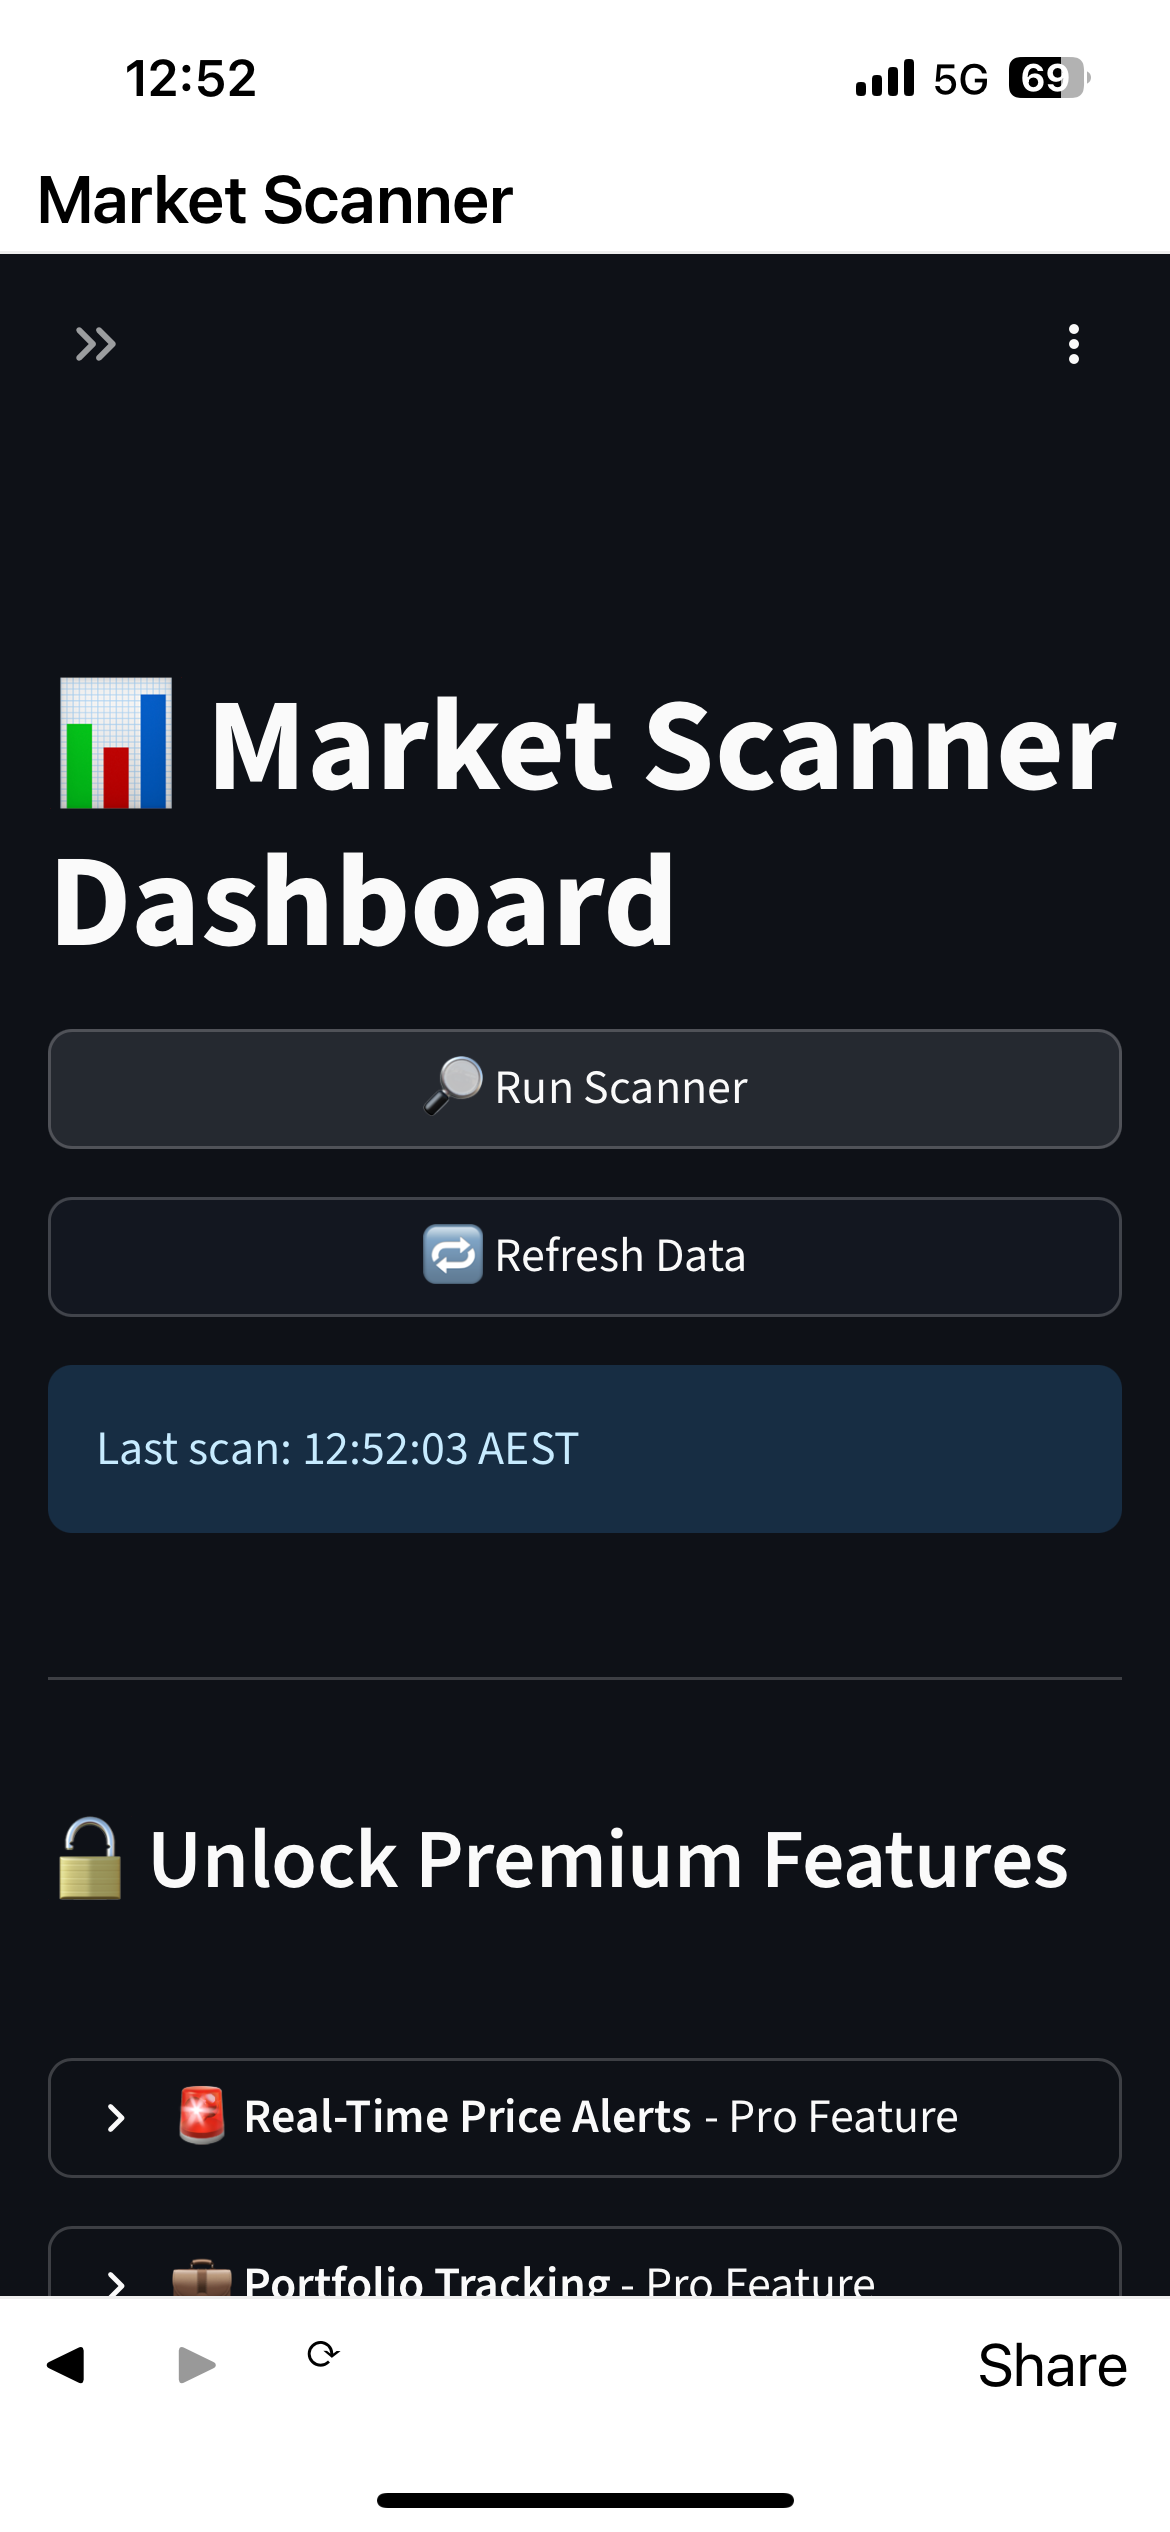 12:52
5G 69
Market Scanner
Market Scanner
Dashboard
Run Scanner
Refresh Data
Last scan: 12:52:03 AEST
Unlock Premium Features
Real-Time Price Alerts - Pro Feature
Portfolio Tracking - Pro Feature
Share